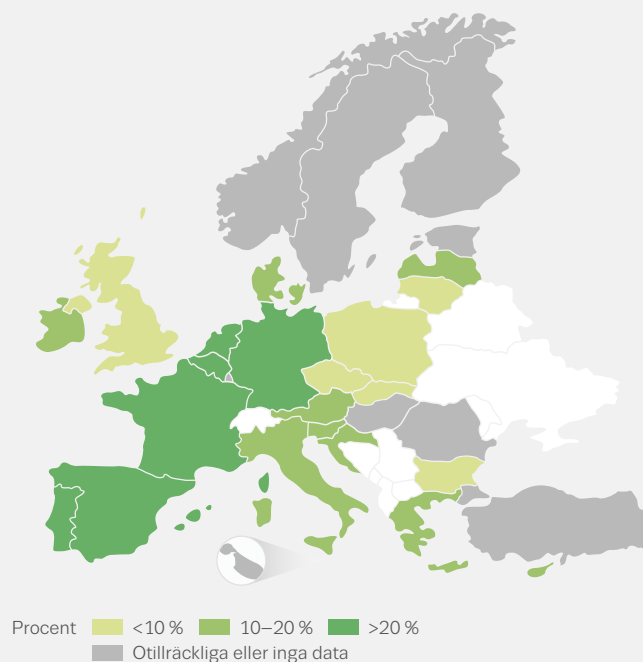 Procent <10 % 10–20 % >20 %
Otillräckliga eller inga data